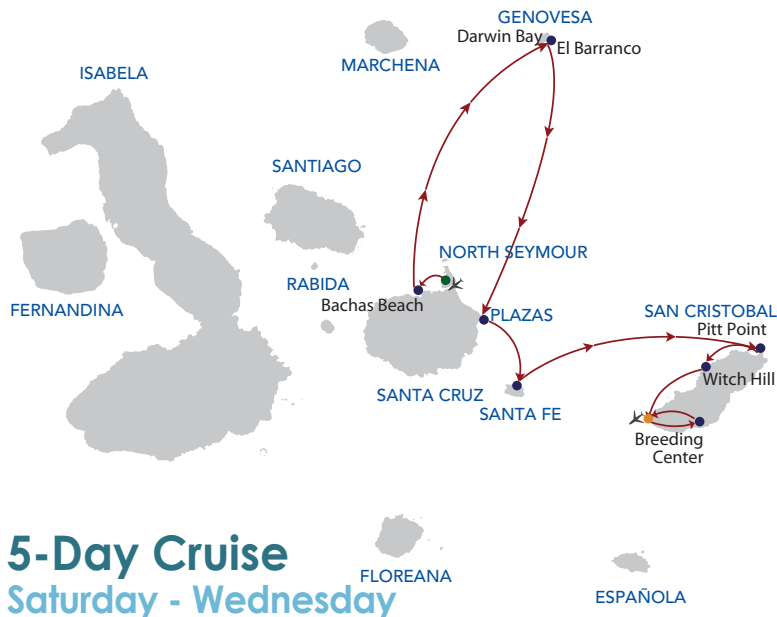 GENOVESA
Darwin Bay
El Barranco
MARCHENA
ISABELA
SANTIAGO
NORTH SEYMOUR
RABIDA
Bachas Beach
FERNANDINA
PLAZAS
SAN CRISTOBAL
Pitt Point
Witch Hill
SANTA CRUZ
SANTA FE
Breeding
Center
5-Day Cruise
Saturday - Wednesday
FLOREANA
ESPAÑOLA